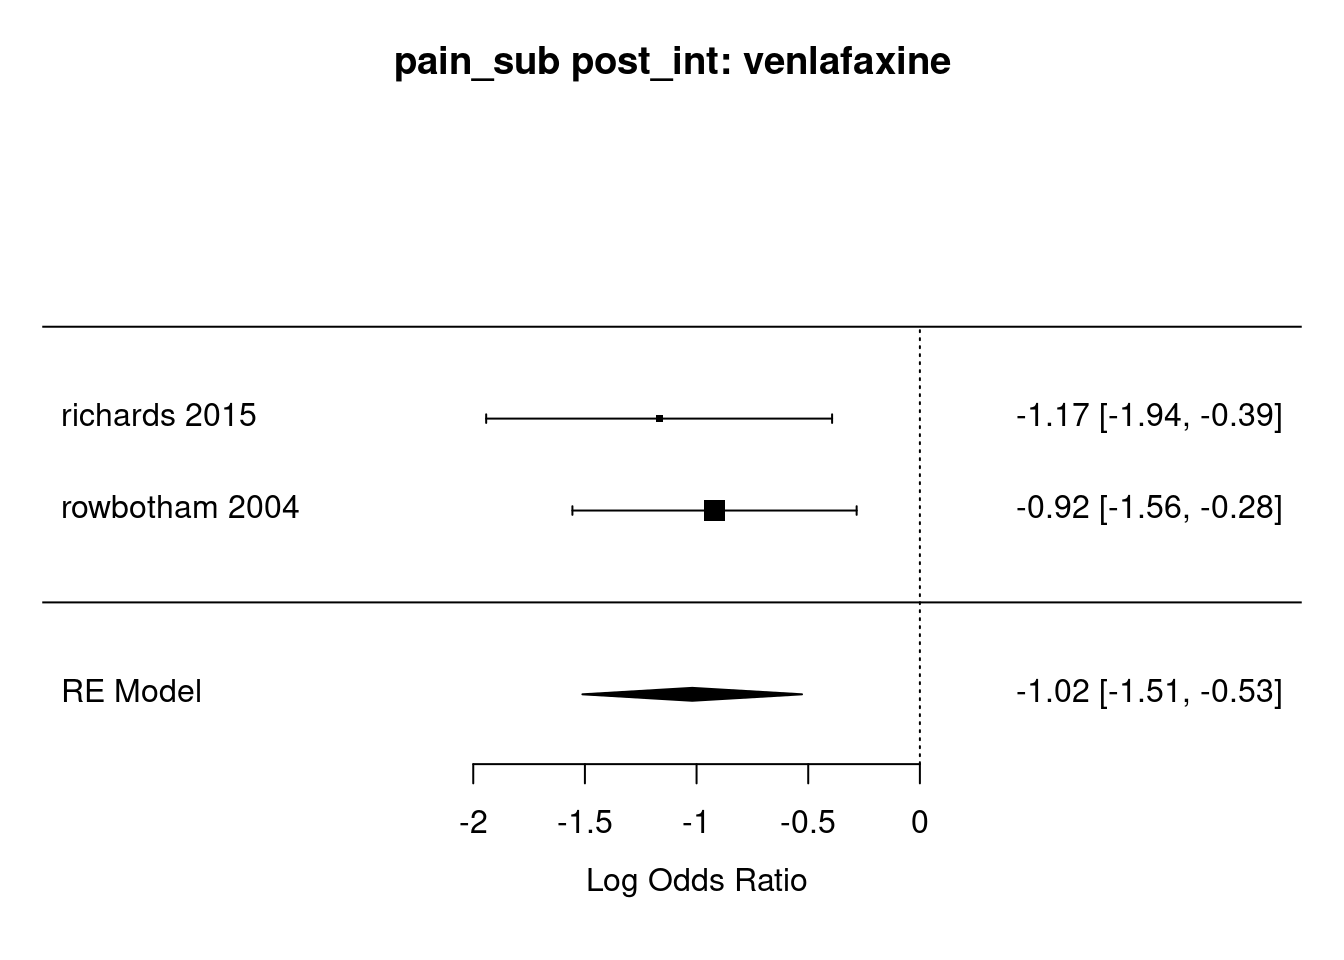 pain_sub post_int: venlafaxine
richards 2015 -1.17 [-1.94, -0.39]
rowbotham 2004 -0.92 [-1.56, -0.28]
RE Model -1.02 [-1.51, -0.53]
-2 -1.5 -1 -0.5 0
Log Odds Ratio